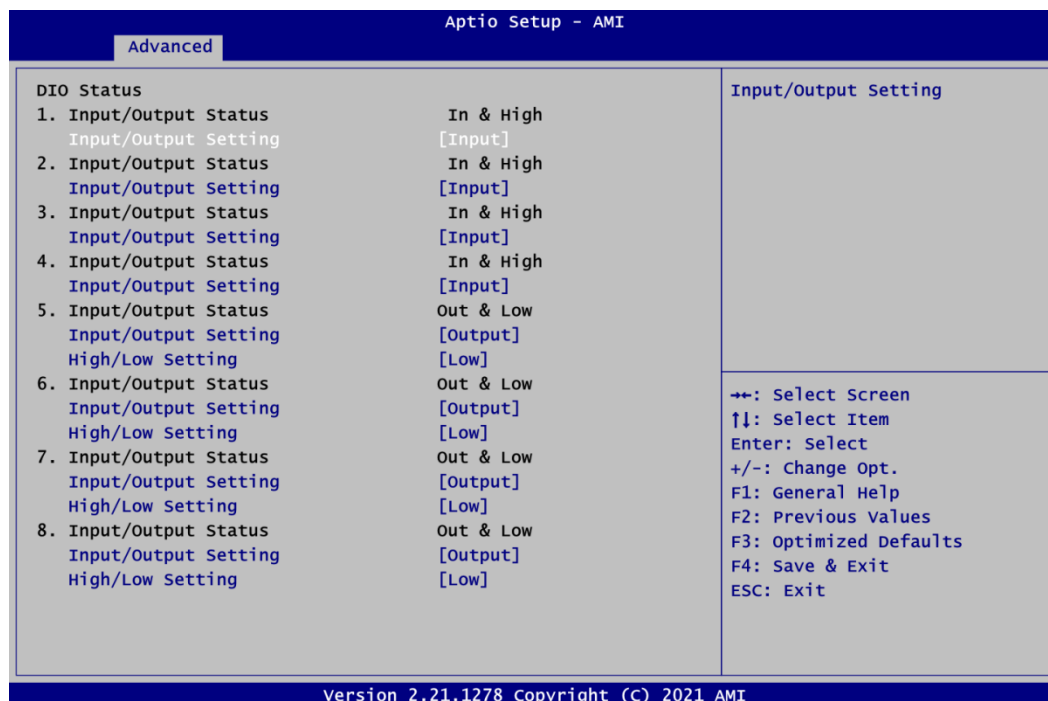 Aptio Setup - AMI
Advanced
DIO Status
1. Input/Output Status In & High
Input/Output Setting [Input]
2. Input/Output Status In & High
Input/Output Setting [Input]
3. Input/Output Status In & High
Input/Output Setting [Input]
4. Input/Output Status In & High
Input/Output Setting [Input]
5. Input/Output Status Out & Low
Input/Output Setting [Output]
High/Low Setting [Low]
6. Input/Output Status Out & Low
Input/Output Setting [Output]
High/Low Setting [Low]
7. Input/Output Status Out & Low
Input/Output Setting [Output]
High/Low Setting [Low]
8. Input/Output Status Out & Low
Input/Output Setting [Output]
High/Low Setting [Low]
Input/Output Setting
→←: Select Screen
↑↓: Select Item
Enter: Select
+/-: Change Opt.
F1: General Help
F2: Previous Values
F3: Optimized Defaults
F4: Save & Exit
ESC: Exit
Version 2.21.1278 Copyright (C) 2021 AMI